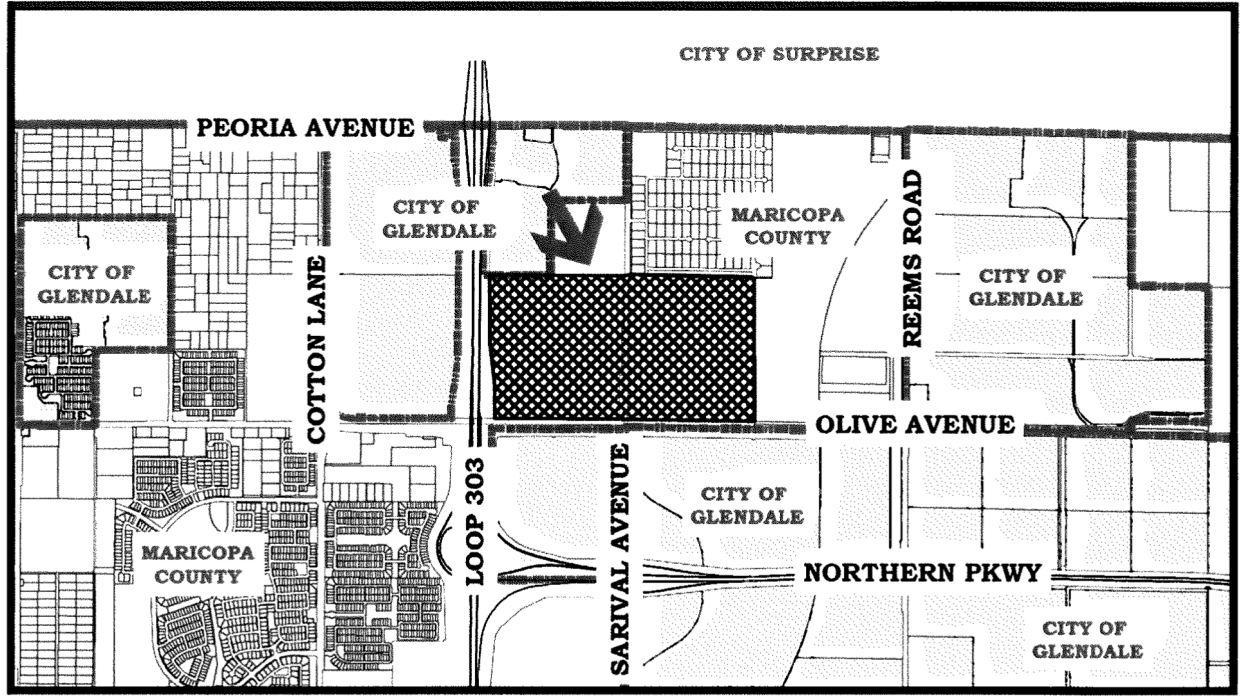 CITY OF SURPRISE
PEORIA AVENUE
CITY OF
GLENDALE
MARICOPA
COUNTY
REEMS ROAD
CITY OF
GLENDALE
COTTON LANE
CITY OF
GLENDALE
OLIVE AVENUE
LOOP 303
SARIVAL AVENUE
CITY OF
GLENDALE
MARICOPA
COUNTY
NORTHERN PKWY
CITY OF
GLENDALE